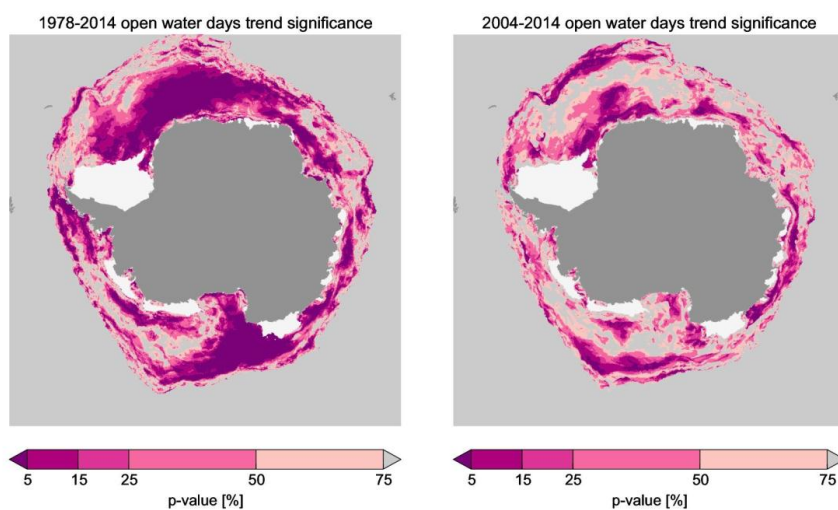 1978-2014 open water days trend significance
2004-2014 open water days trend significance
5 15 25 50 75
p-value [%]
5 15 25 50 75
p-value [%]